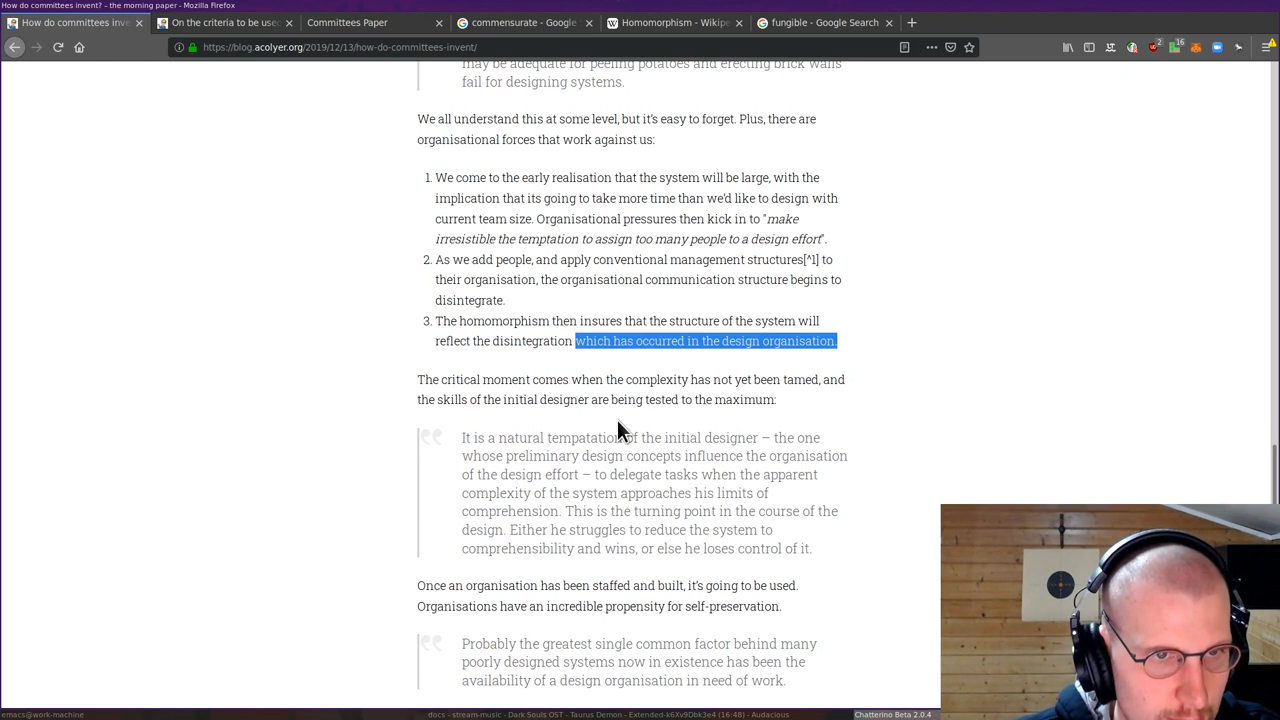 How do committees invent? – the morning paper - Mozilla Firefox
How do committees inve
On the criteria to be used
Committees Paper
commensurate - Google
Homomorphism - Wikipe
fungible - Google Search
https://blog.acolyer.org/2019/12/13/how-do-committees-invent/
2
16
may be adequate for peeling potatoes and erecting brick walls
fail for designing systems.
We all understand this at some level, but it's easy to forget. Plus, there are
organisational forces that work against us:
1. We come to the early realisation that the system will be large, with the
implication that its going to take more time than we'd like to design with
current team size. Organisational pressures then kick in to "make
irresistible the temptation to assign too many people to a design effort".
2. As we add people, and apply conventional management structures[^1] to
their organisation, the organisational communication structure begins to
disintegrate.
3. The homomorphism then insures that the structure of the system will
reflect the disintegration which has occurred in the design organisation.
The critical moment comes when the complexity has not yet been tamed, and
the skills of the initial designer are being tested to the maximum:
It is a natural tempatation of the initial designer – the one
whose preliminary design concepts influence the organisation
of the design effort – to delegate tasks when the apparent
complexity of the system approaches his limits of
comprehension. This is the turning point in the course of the
design. Either he struggles to reduce the system to
comprehensibility and wins, or else he loses control of it.
Once an organisation has been staffed and built, it's going to be used.
Organisations have an incredible propensity for self-preservation.
Probably the greatest single common factor behind many
poorly designed systems now in existence has been the
availability of a design organisation in need of work.
emacs@work-machine
docs - stream-music - Dark Souls OST - Taurus Demon - Extended-k6Xv9Dbk3e4 (16:48) - Audacious
Chatterino Beta 2.0.4